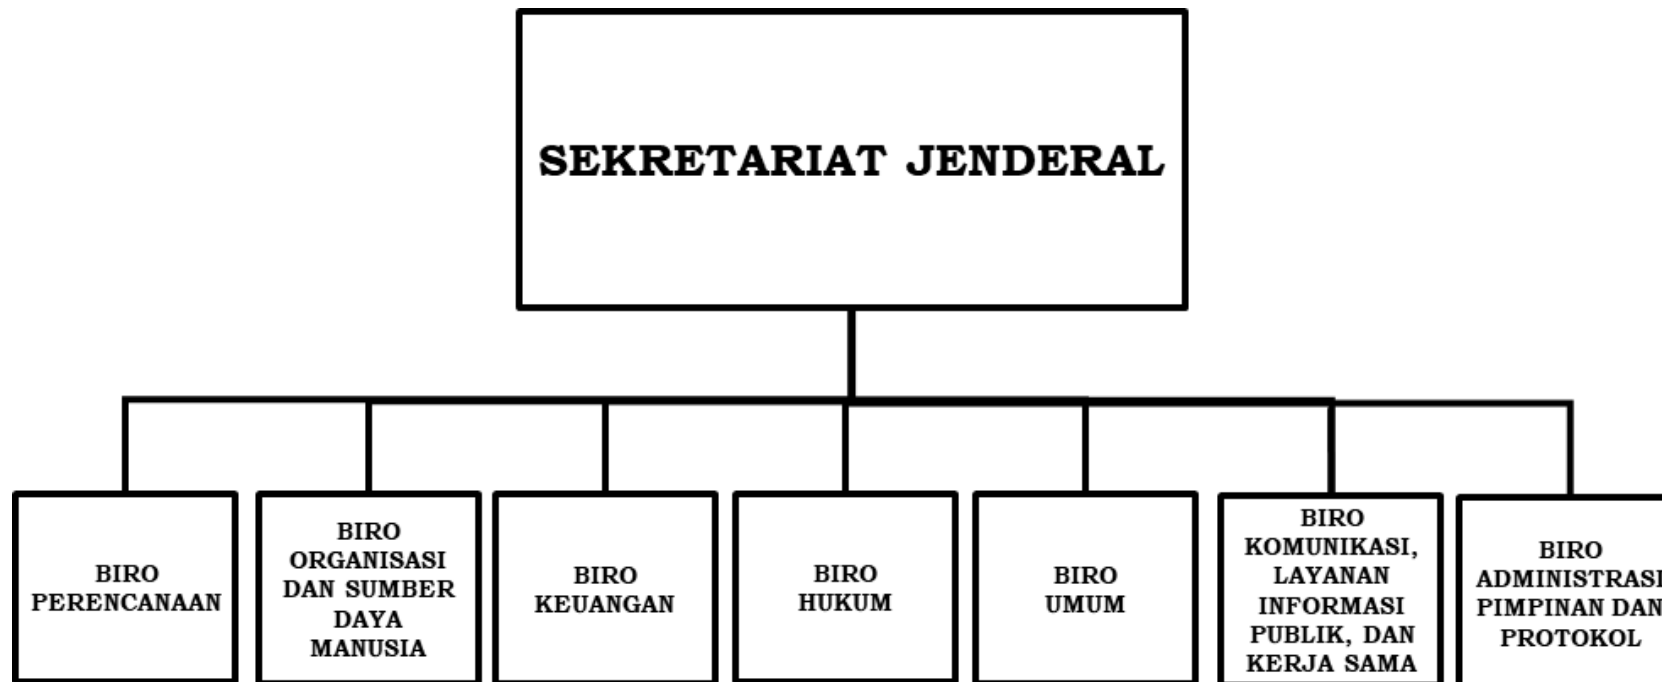 SEKRETARIAT JENDERAL
BIRO
PERENCANAAN
BIRO
ORGANISASI
DAN SUMBER
DAYA
MANUSIA
BIRO
KEUANGAN
BIRO
HUKUM
BIRO
UMUM
BIRO
KOMUNIKASI,
LAYANAN
INFORMASI
PUBLIK, DAN
KERJA SAMA
BIRO
ADMINISTRASI
PIMPINAN DAN
PROTOKOL